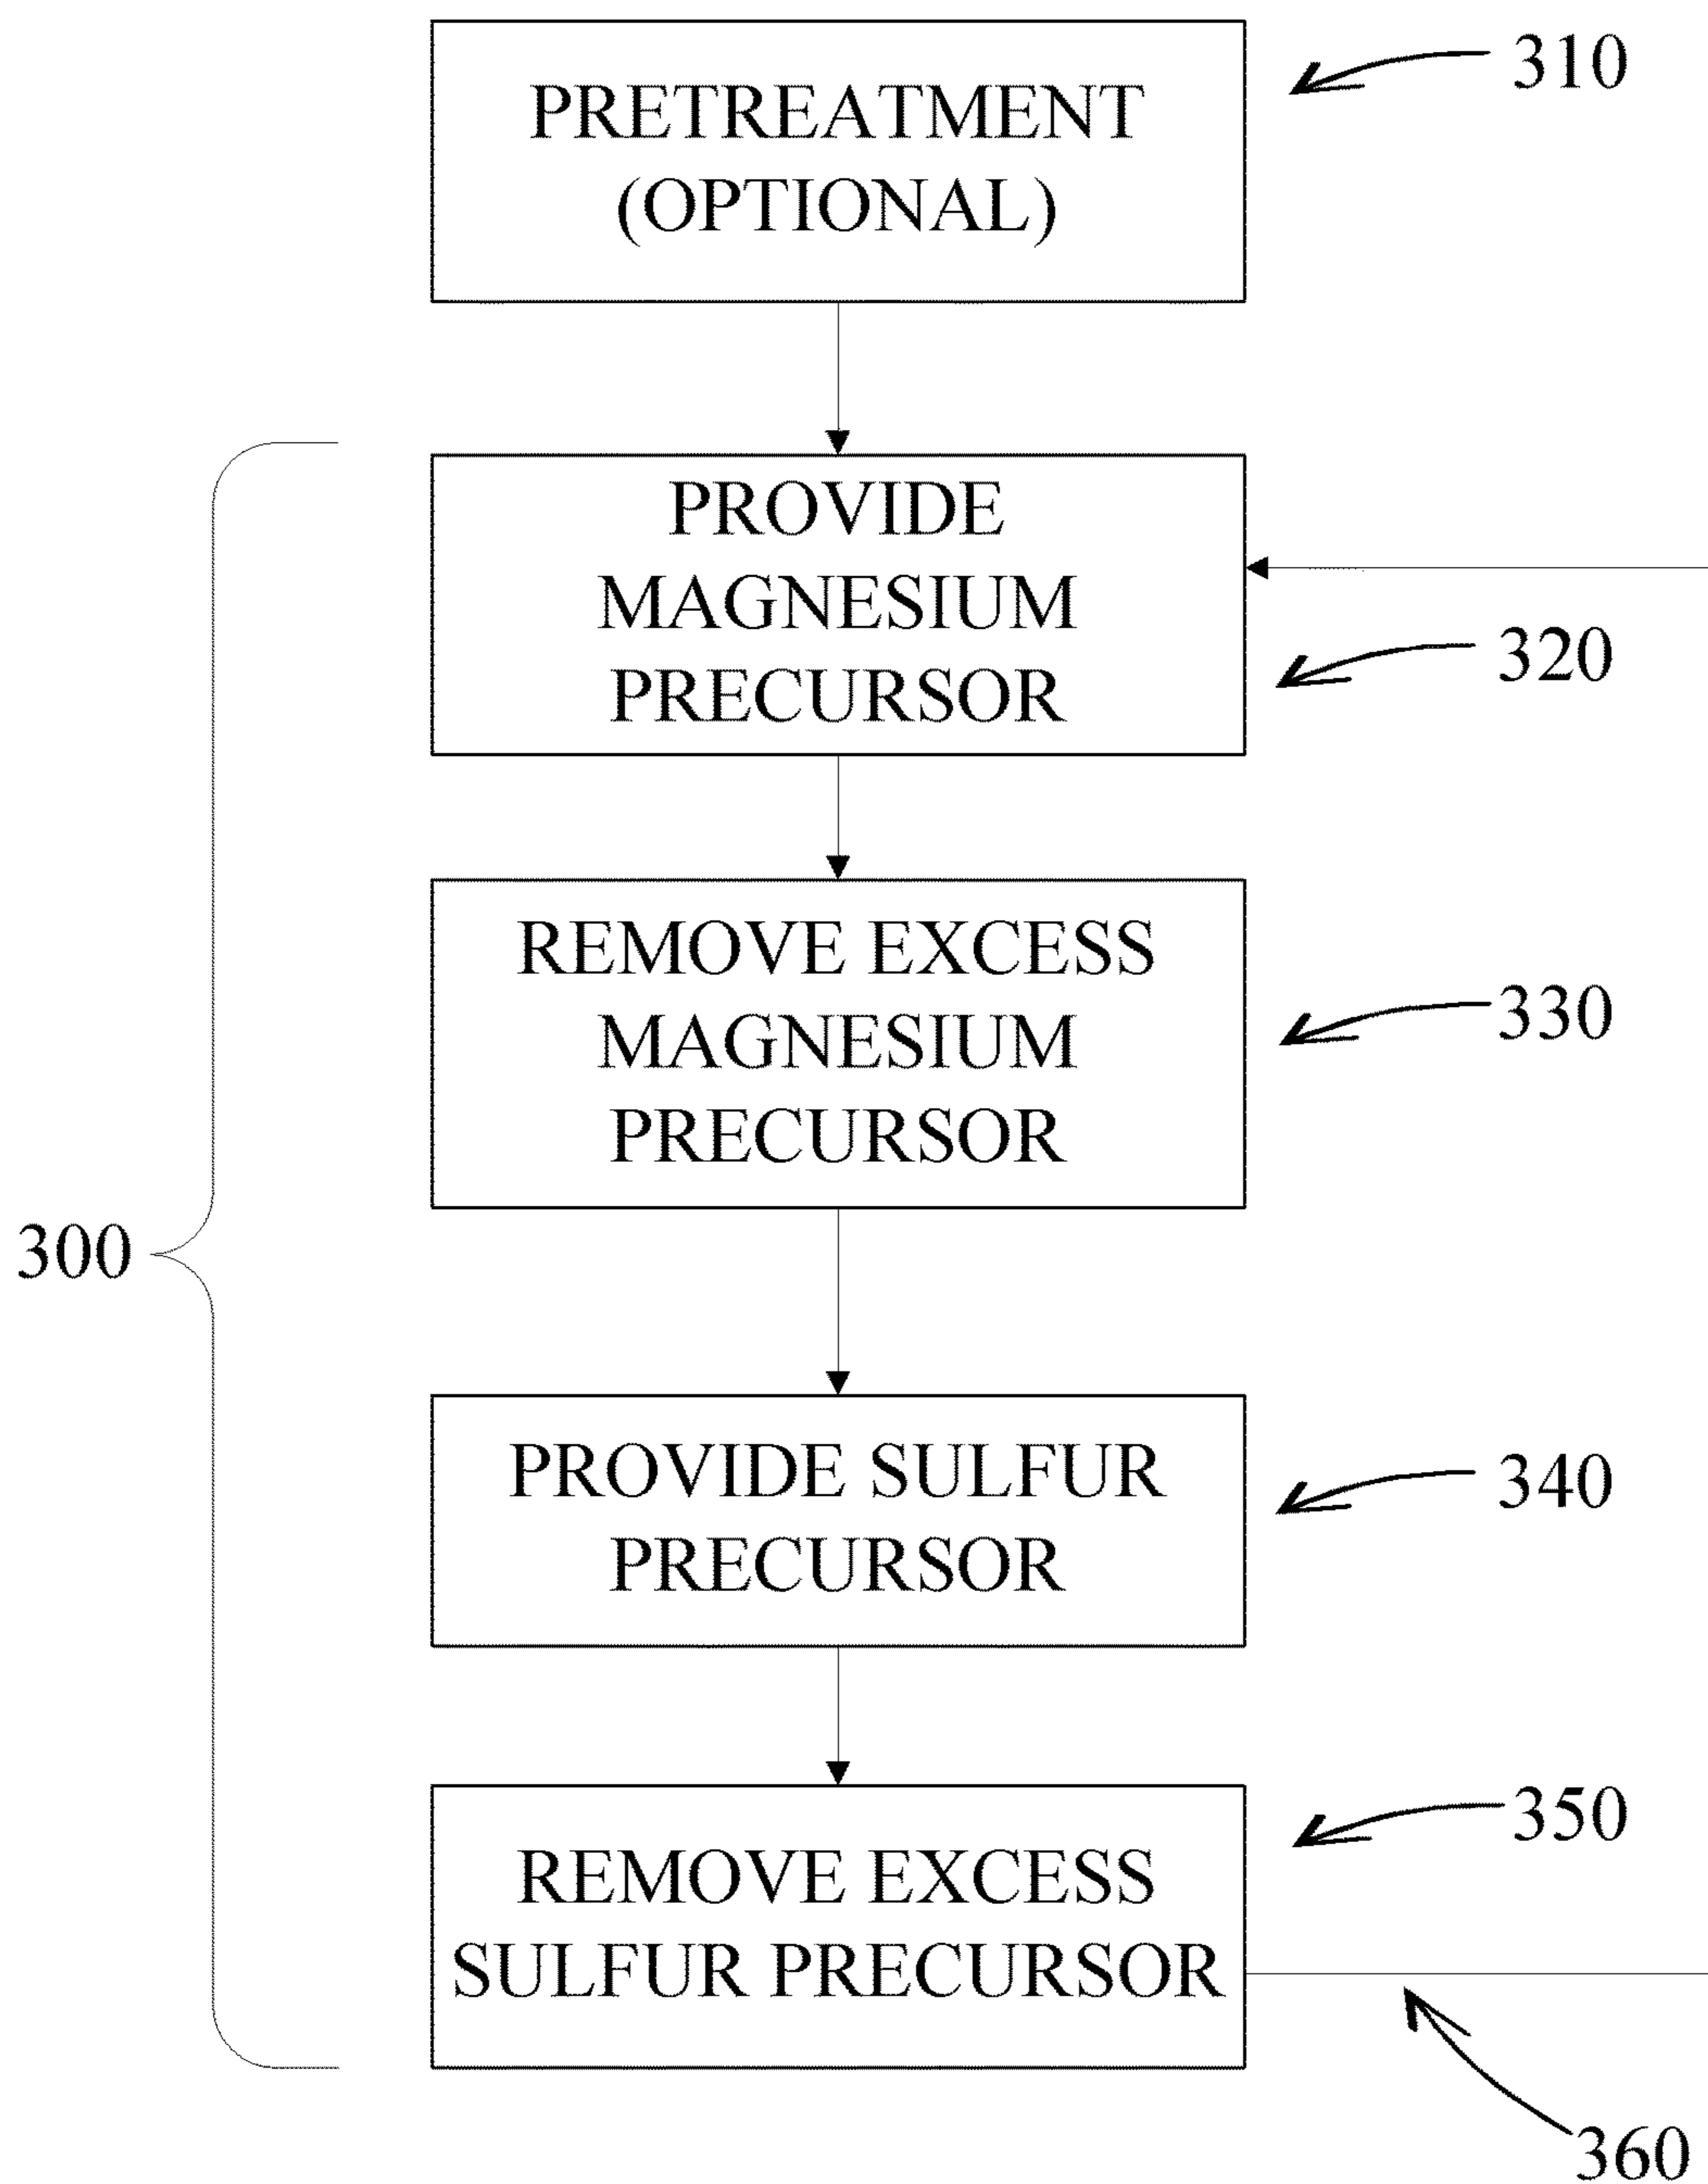 PRETREATMENT
(OPTIONAL)
310
PROVIDE
MAGNESIUM
PRECURSOR
320
REMOVE EXCESS
MAGNESIUM
PRECURSOR
330
300
PROVIDE SULFUR
PRECURSOR
340
REMOVE EXCESS
SULFUR PRECURSOR
350
360